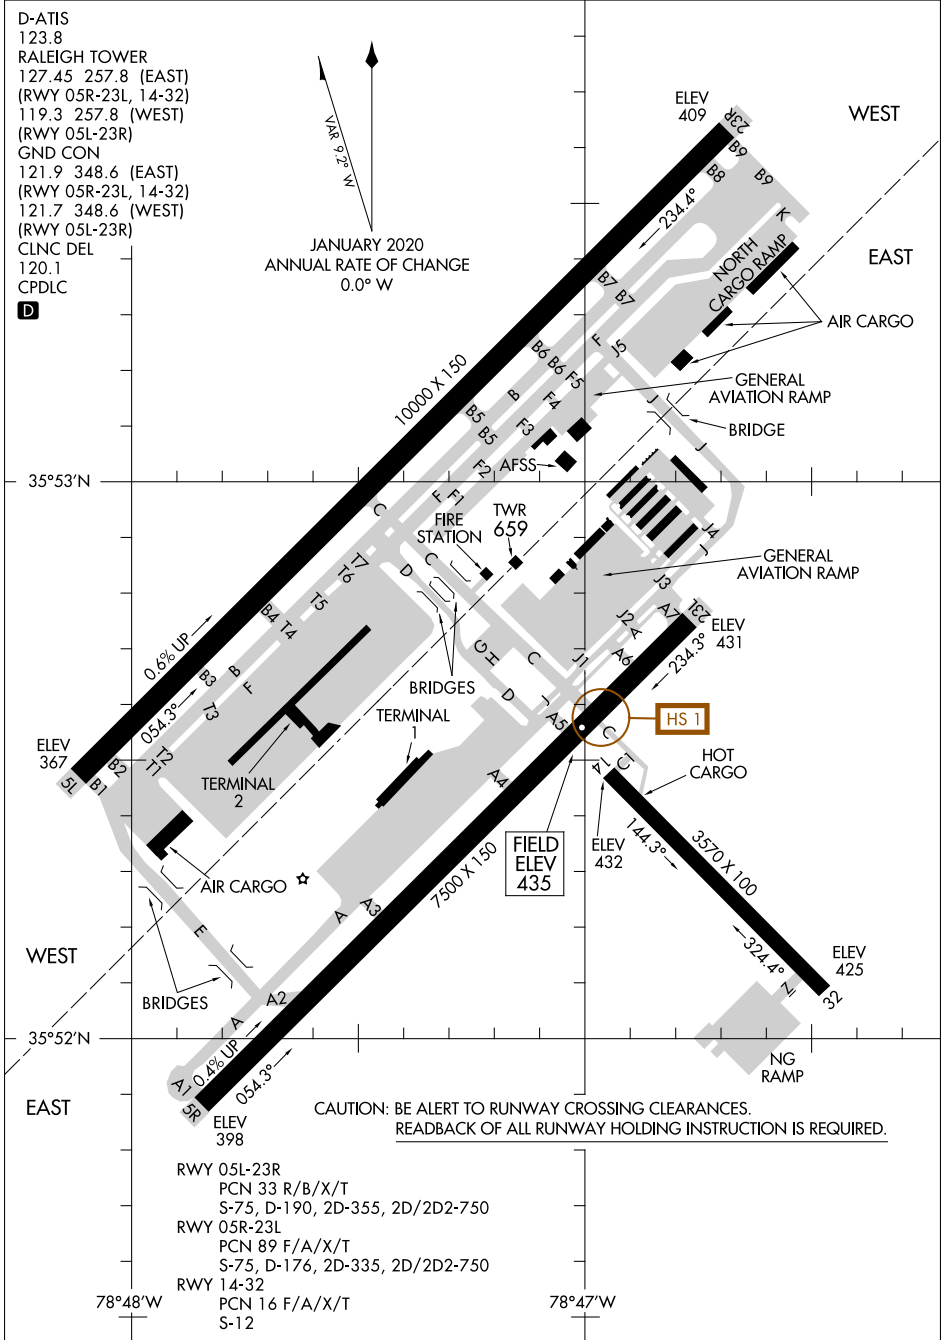 D-ATIS
123.8
RALEIGH TOWER
127.45 257.8 (EAST)
(RWY 05R-23L, 14-32)
119.3 257.8 (WEST)
(RWY 05L-23R)
GND CON
121.9 348.6 (EAST)
(RWY 05R-23L, 14-32)
121.7 348.6 (WEST)
(RWY 05L-23R)
CLNC DEL
120.1
CPDLC
D
VAR 9.2° W
JANUARY 2020
ANNUAL RATE OF CHANGE
0.0° W
ELEV
409
23R
WEST
EAST
B9
B9
B8
K
234.4°
NORTH
CARGO RAMP
AIR CARGO
B7
B7
F
J5
B6
B6
F5
B
F4
GENERAL
AVIATION RAMP
J
BRIDGE
J
10000 X 150
B5
B5
F3
F2
AFSS
35°53'N
C
F
F1
FIRE
STATION
TWR
659
J4
J
GENERAL
AVIATION RAMP
J3
T7
T6
D
C
T5
B4
T4
J2
A
A7
23L
ELEV
431
A6
234.3°
0.6% UP
B
B3
F
T3
054.3°
G
H
C
J1
D
J
A5
BRIDGES
TERMINAL
1
HS 1
C
C1
HOT
CARGO
ELEV
367
5L
B1
B2
T2
T1
TERMINAL
2
A4
14
FIELD
ELEV
435
ELEV
432
144.3°
3570 X 100
7500 X 150
AIR CARGO
A
A3
E
WEST
324.4°
ELEV
425
BRIDGES
A2
A
Z
32
35°52'N
0.4% UP
054.3°
A1
5R
NG
RAMP
EAST
ELEV
398
CAUTION: BE ALERT TO RUNWAY CROSSING CLEARANCES.
READBACK OF ALL RUNWAY HOLDING INSTRUCTION IS REQUIRED.
RWY 05L-23R
PCN 33 R/B/X/T
S-75, D-190, 2D-355, 2D/2D2-750
RWY 05R-23L
PCN 89 F/A/X/T
S-75, D-176, 2D-335, 2D/2D2-750
RWY 14-32
PCN 16 F/A/X/T
S-12
78°48'W
78°47'W